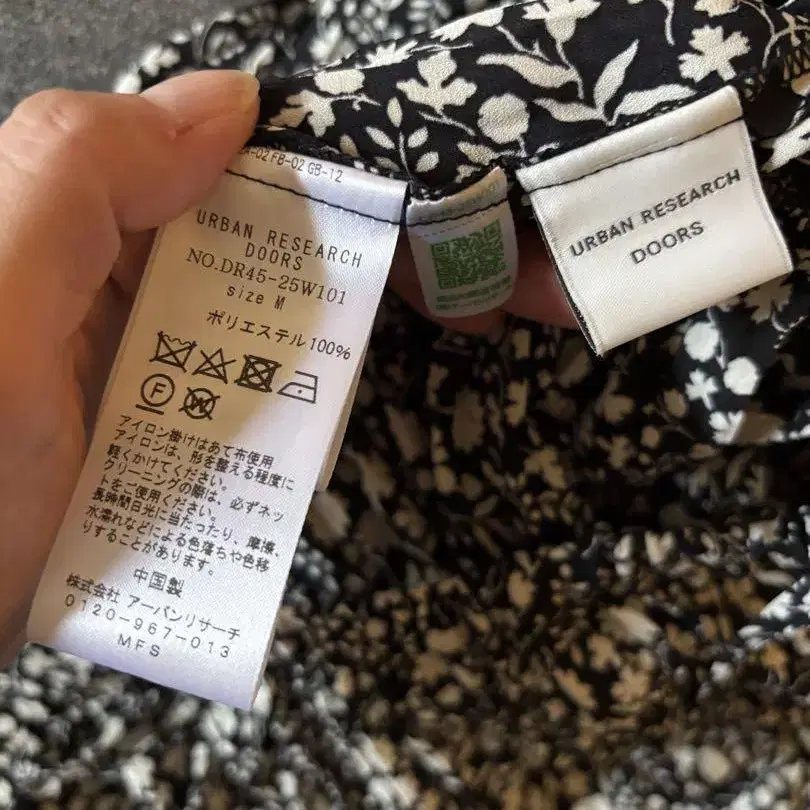 -02 FB-02 GB-12
URBAN RESEARCH
DOORS
NO.DR45-25W101
size M
ポリエステル100%
F
W
アイロン掛けはあて布使用
アイロンは、形を整える程度に
軽くかけてください。
クリーニングの際は、必ずネッ
トをご使用ください。
長時間日光に当たったり、摩擦、
水濡れなどによる色落ちや色移
りすることがあります。
中国製
株式会社 アーバンリサーチ
0120-967-013
MFS
URBAN RESEARCH
DOORS